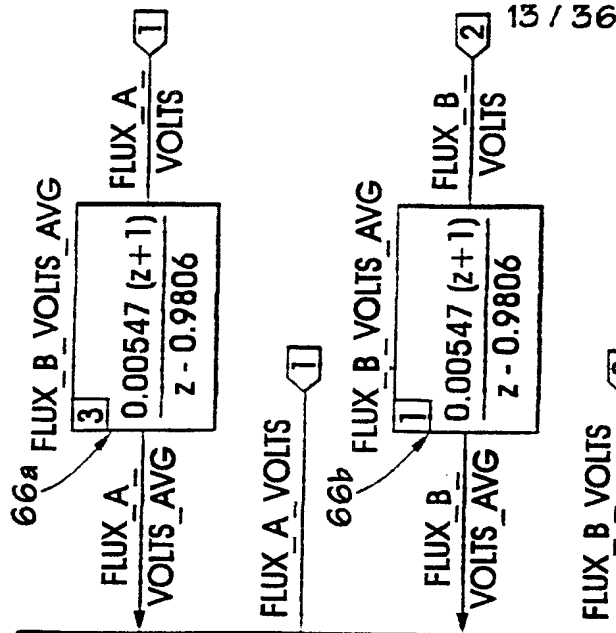 13 / 36
66a
FLUX_B_VOLTS_AVG
3
0.00547 (z+1)
z - 0.9806
FLUX_A_
VOLTS_AVG
FLUX_A_
VOLTS
1
FLUX_A_VOLTS
1
66b
FLUX_B_VOLTS_AVG
1
0.00547 (z+1)
z - 0.9806
FLUX_B_
VOLTS_AVG
FLUX_B_
VOLTS
2
FLUX_B_VOLTS